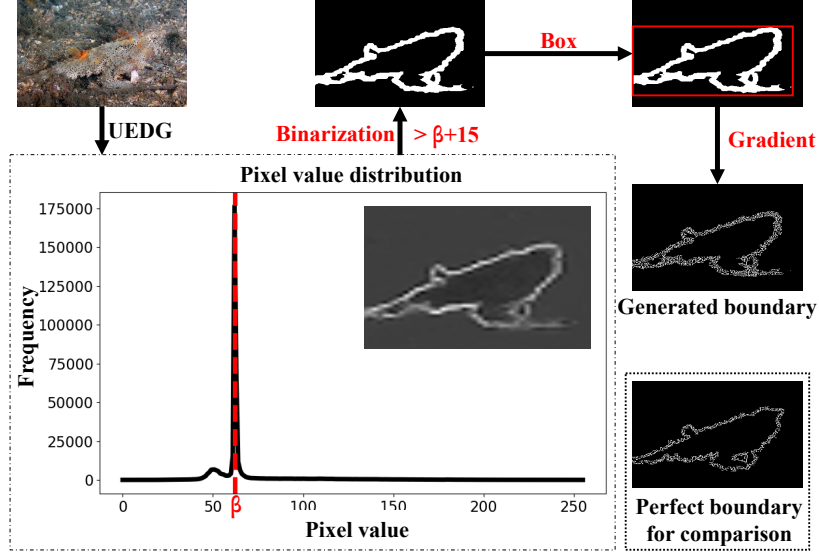 UEDG
Binarization > β+15
Box
Gradient
Pixel value distribution
Frequency
175000
150000
125000
100000
75000
50000
25000
0
0 50 100 150 200 250
β
Pixel value
Generated boundary
Perfect boundary
for comparison